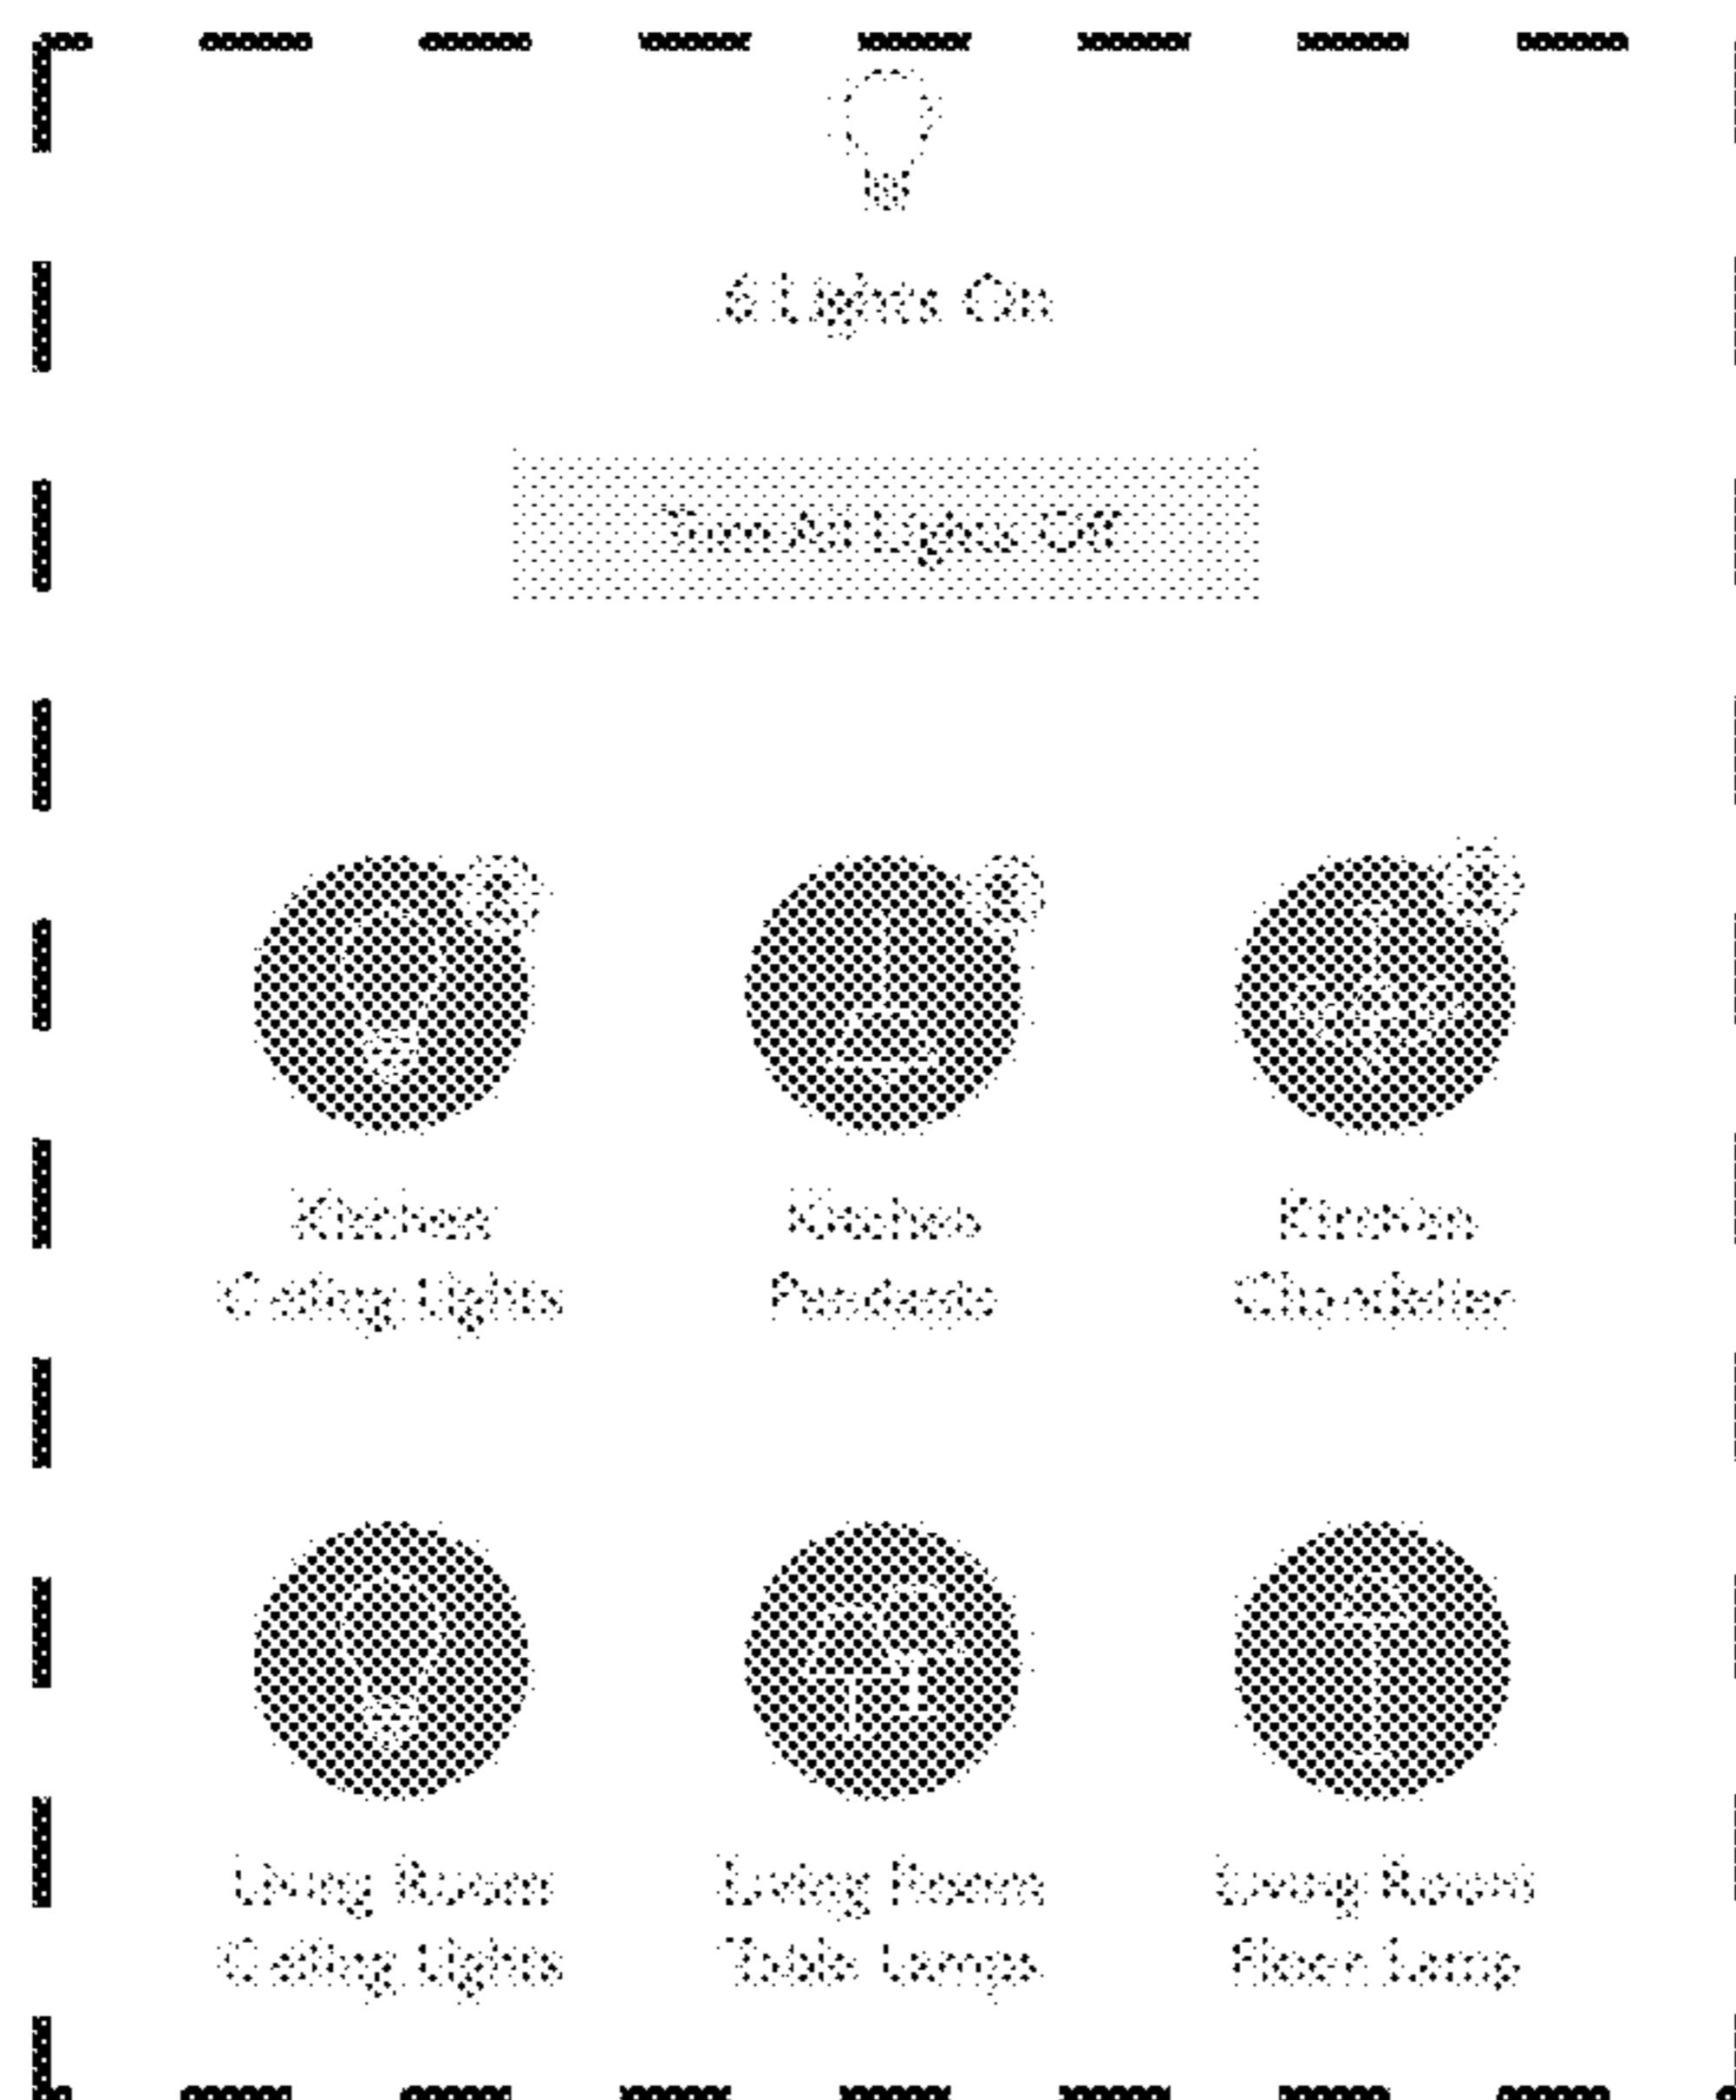 6 Lights On
Turn All Lights Off
Kitchen
Ceiling Lights
Kitchen
Pendants
Kitchen
Chandelier
Living Room
Ceiling Lights
Living Room
Table Lamps
Living Room
Floor Lamp